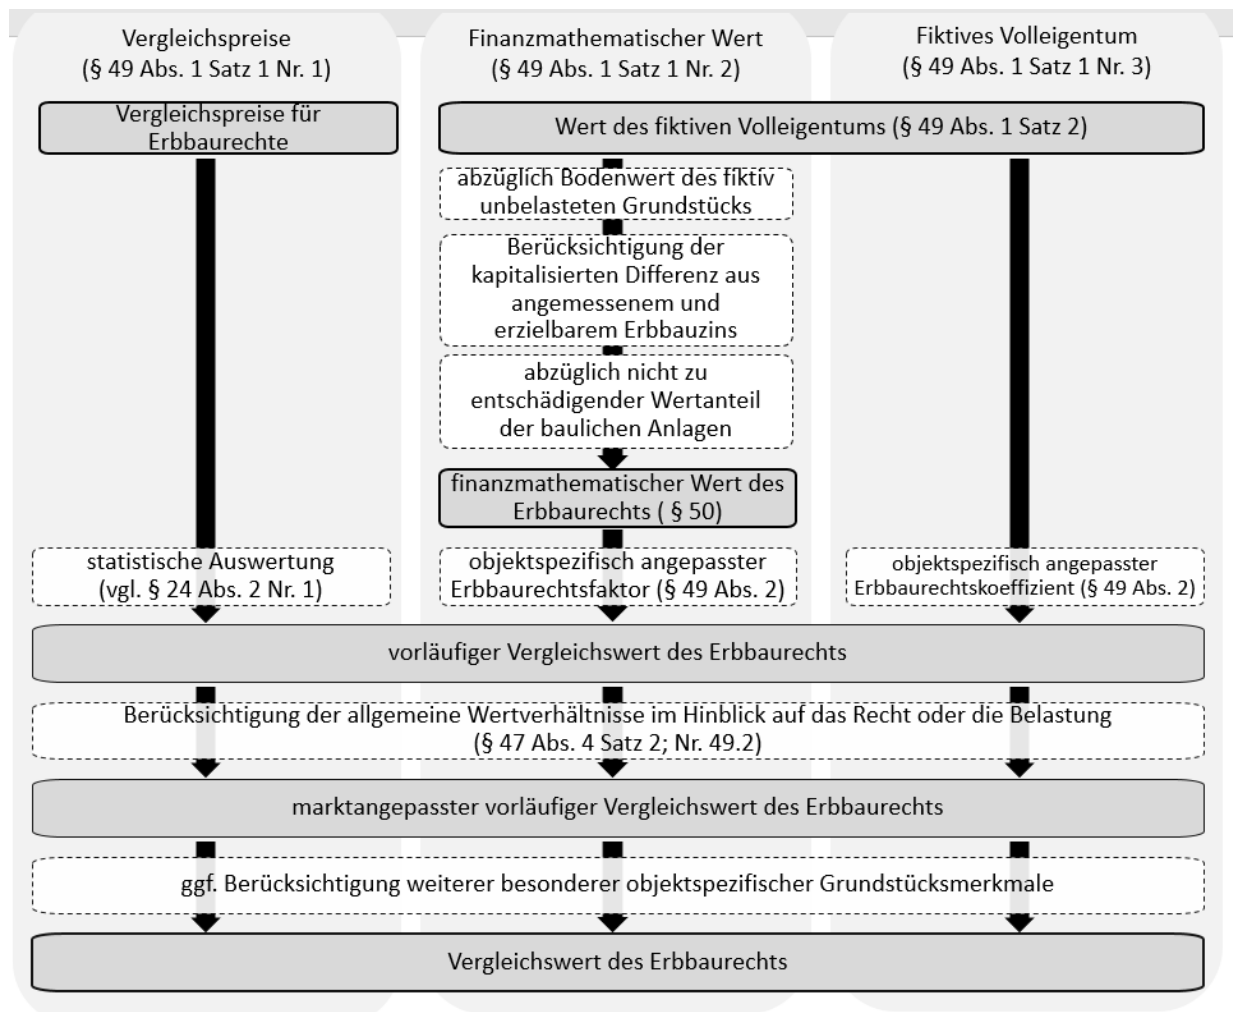 Vergleichspreise
(§ 49 Abs. 1 Satz 1 Nr. 1)
Finanzmathematischer Wert
(§ 49 Abs. 1 Satz 1 Nr. 2)
Fiktives Volleigentum
(§ 49 Abs. 1 Satz 1 Nr. 3)
Vergleichspreise für
Erbbaurechte
Wert des fiktiven Volleigentums (§ 49 Abs. 1 Satz 2)
abzüglich Bodenwert des fiktiv
unbelasteten Grundstücks
Berücksichtigung der
kapitalisierten Differenz aus
angemessenem und
erzielbarem Erbbauzins
abzüglich nicht zu
entschädigender Wertanteil
der baulichen Anlagen
finanzmathematischer Wert des
Erbbaurechts ( § 50)
statistische Auswertung
(vgl. § 24 Abs. 2 Nr. 1)
objektspezifisch angepasster
Erbbaurechtsfaktor (§ 49 Abs. 2)
objektspezifisch angepasster
Erbbaurechtskoeffizient (§ 49 Abs. 2)
vorläufiger Vergleichswert des Erbbaurechts
Berücksichtigung der allgemeine Wertverhältnisse im Hinblick auf das Recht oder die Belastung
(§ 47 Abs. 4 Satz 2; Nr. 49.2)
marktangepasster vorläufiger Vergleichswert des Erbbaurechts
ggf. Berücksichtigung weiterer besonderer objektspezifischer Grundstücksmerkmale
Vergleichswert des Erbbaurechts